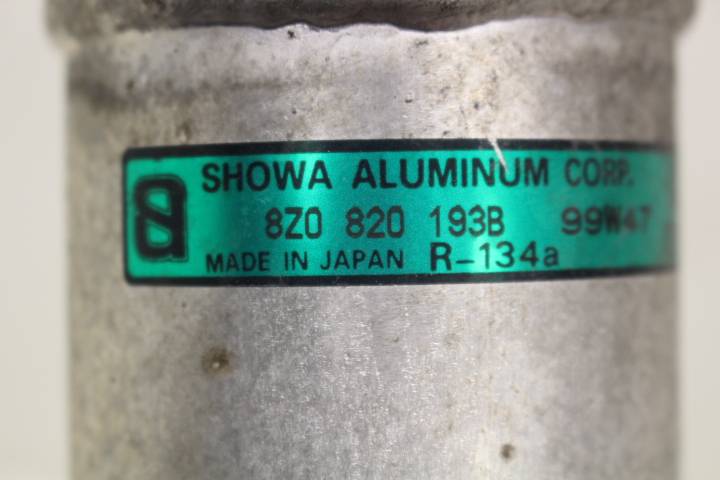 SHOWA ALUMINUM CORP.
8Z0 820 193B 99W47
MADE IN JAPAN R-134a